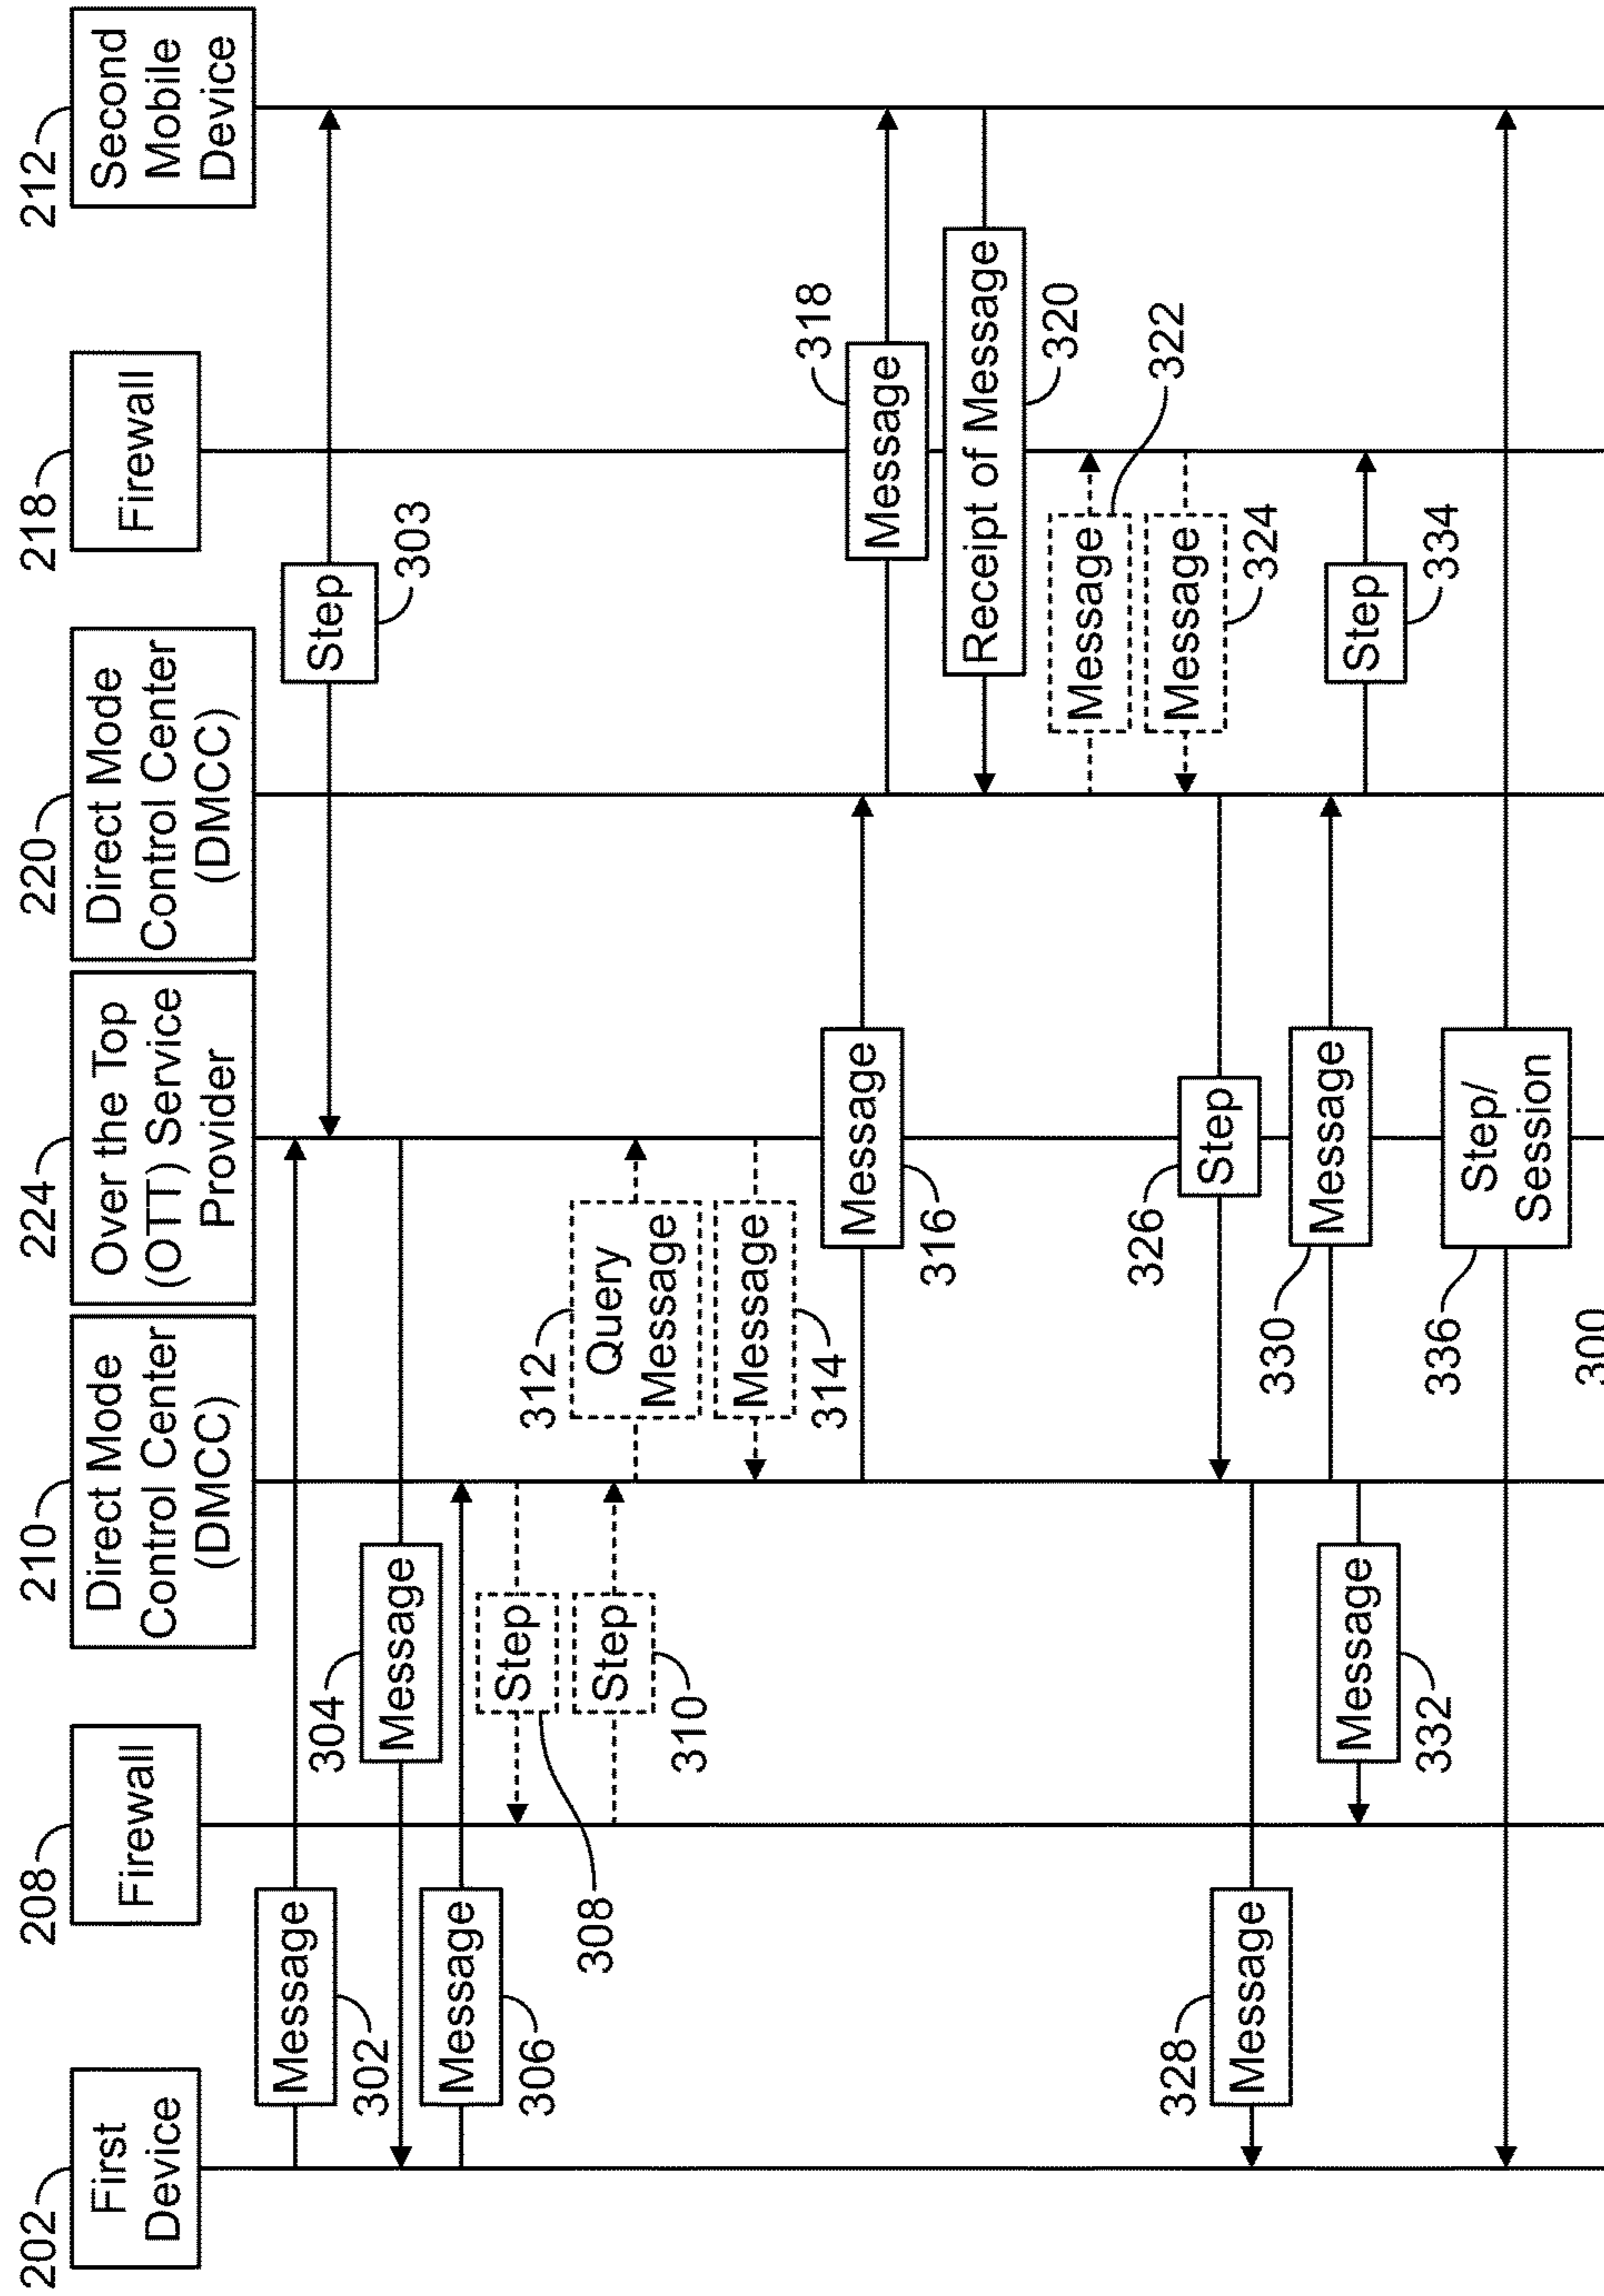 202
First
Device
208
Firewall
210
Direct Mode
Control Center
(DMCC)
224
Over the Top
(OTT) Service
Provider
220
Direct Mode
Control Center
(DMCC)
218
Firewall
212
Second
Mobile
Device
Message
302
Step
303
304
Message
Message
306
Step
308
Step
310
312
Query
Message
Message
314
Message
316
318
Message
Receipt of Message
320
Message
322
Message
324
326
Step
328
Message
330
Message
Message
332
Step
334
336
Step/
Session
300